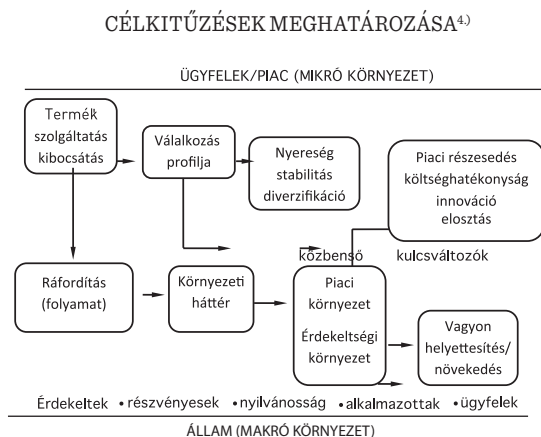 CÉLKITŰZÉSEK MEGHATÁROZÁSA4.)
ÜGYFELEK/PIAC (MIKRÓ KÖRNYEZET)
Termék
szolgáltatás
kibocsátás
Válalkozás
profilja
Nyereség
stabilitás
diverzifikáció
Piaci részesedés
költséghatékonyság
innováció
elosztás
közbenső kulcsváltozók
Ráfordítás
(folyamat)
Környezeti
háttér
Piaci
környezet
Érdekeltségi
környezet
Vagyon
helyettesítés/
növekedés
Érdekeltek • részvényesek • nyilvánosság • alkalmazottak • ügyfelek
ÁLLAM (MAKRÓ KÖRNYEZET)